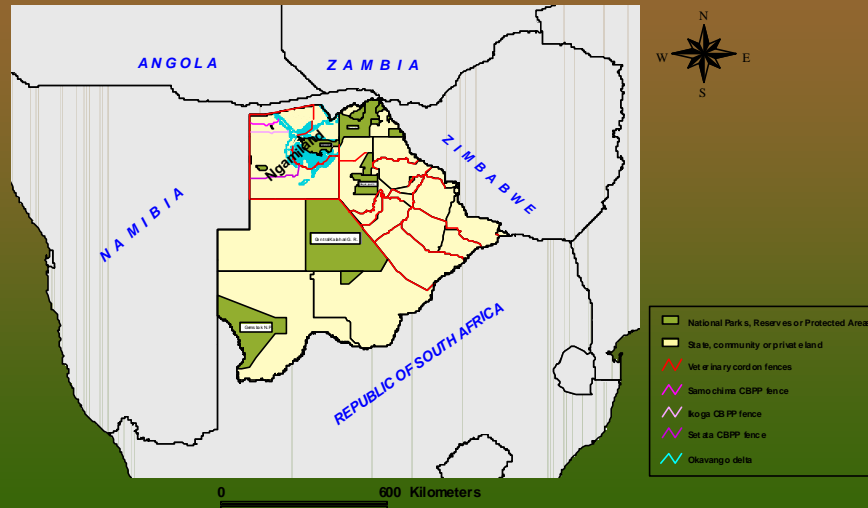 N
W E
S
ANGOLA
ZAMBIA
ZIMBABWE
NAMIBIA
Ngamiland
REPUBLIC OF SOUTH AFRICA
National Parks, Reserves or Protected Areas
State, community or private land
Veterinary cordon fences
Samochima CBPP fence
Ikoga CBPP fence
Setata CBPP fence
Okavango delta
0 600 Kilometers